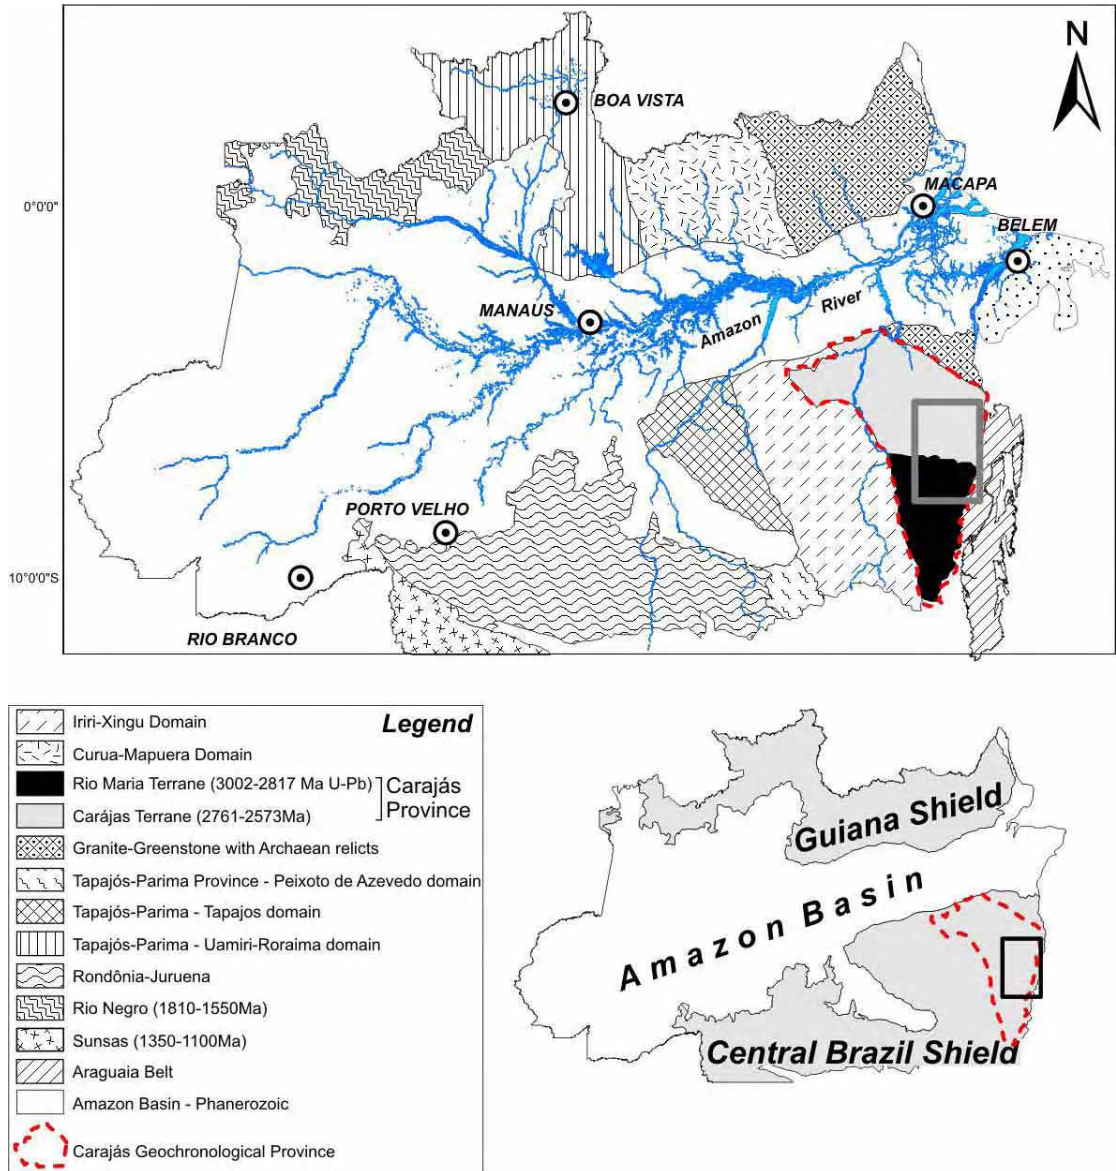 N
BOA VISTA
MACAPA
0°0'0"
BELEM
MANAUS
Amazon River
PORTO VELHO
10°0'0"S
RIO BRANCO
Legend
Iriri-Xingu Domain
Curua-Mapuera Domain
Rio Maria Terrane (3002-2817 Ma U-Pb)
Carájas Terrane (2761-2573Ma)
Carajás
Province
Granite-Greenstone with Archaean relicts
Tapajós-Parima Province - Peixoto de Azevedo domain
Tapajós-Parima - Tapajos domain
Tapajós-Parima - Uamiri-Roraima domain
Rondônia-Juruena
Rio Negro (1810-1550Ma)
Sunsas (1350-1100Ma)
Araguaia Belt
Amazon Basin - Phanerozoic
Carajás Geochronological Province
Guiana Shield
Amazon Basin
Central Brazil Shield